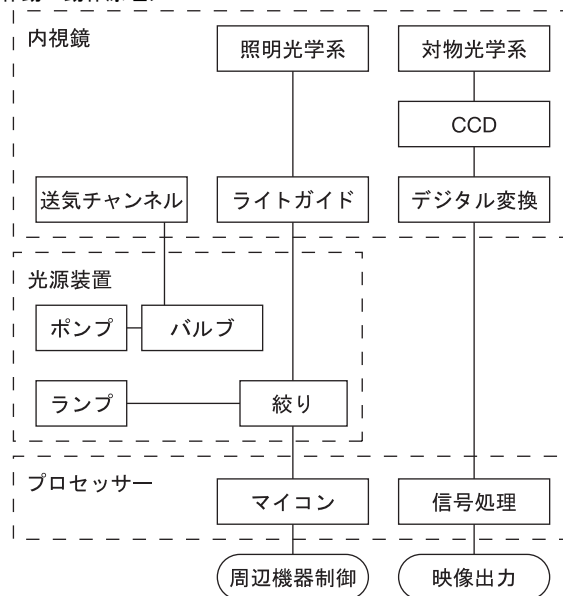 内視鏡
照明光学系
対物光学系
CCD
送気チャンネル
ライトガイド
デジタル変換
光源装置
ポンプ
バルブ
ランプ
絞り
プロセッサー
マイコン
信号処理
周辺機器制御
映像出力